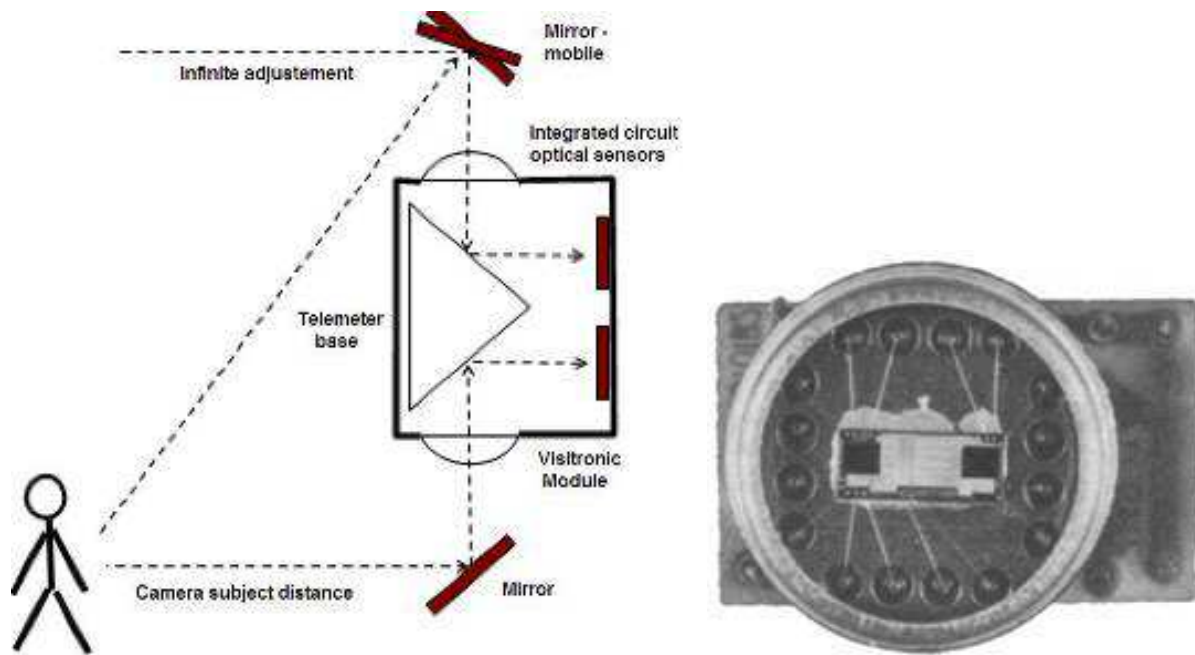 Mirror -
mobile
Infinite adjustement
Integrated circuit
optical sensors
Telemeter
base
Visitronic
Module
Camera subject distance
Mirror